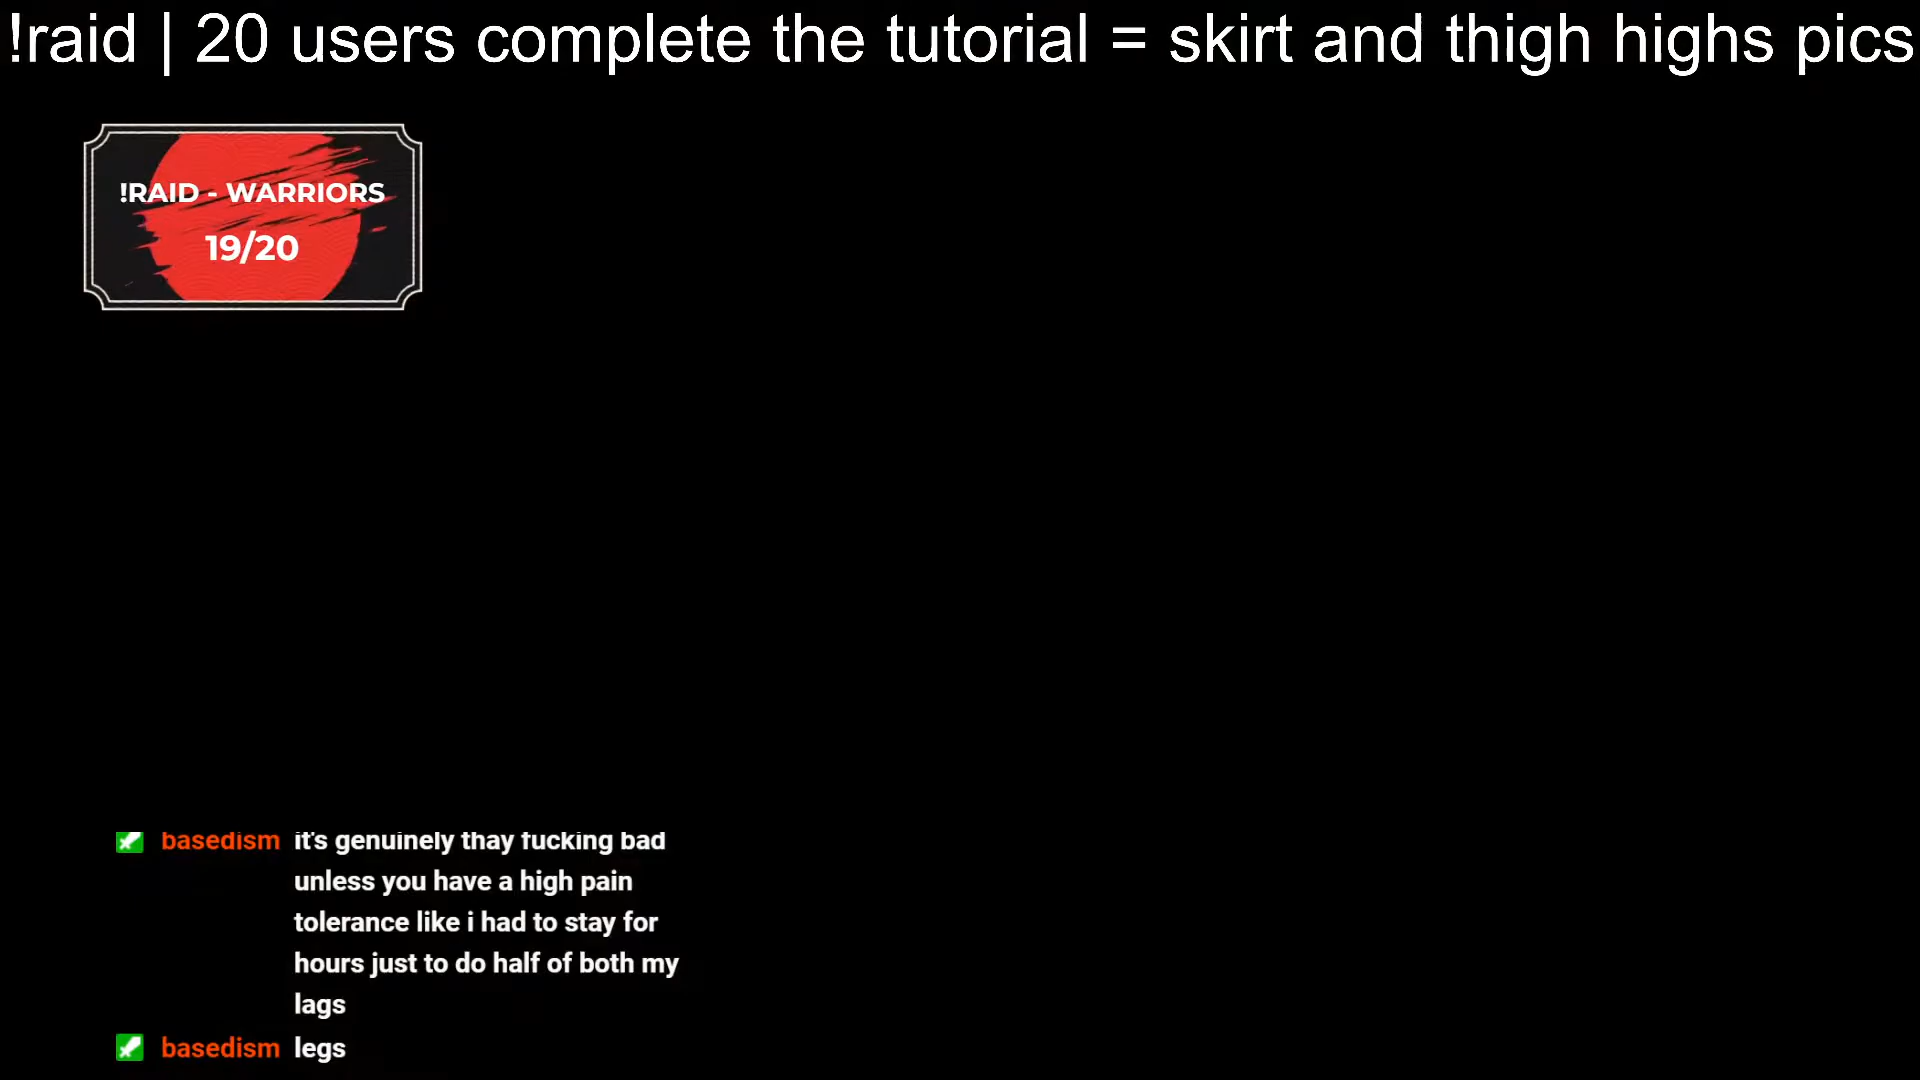 !raid | 20 users complete the tutorial = skirt and thigh highs pics
!RAID - WARRIORS
19/20
basedism it's genuinely thay fucking bad
unless you have a high pain
tolerance like i had to stay for
hours just to do half of both my
lags
basedism legs